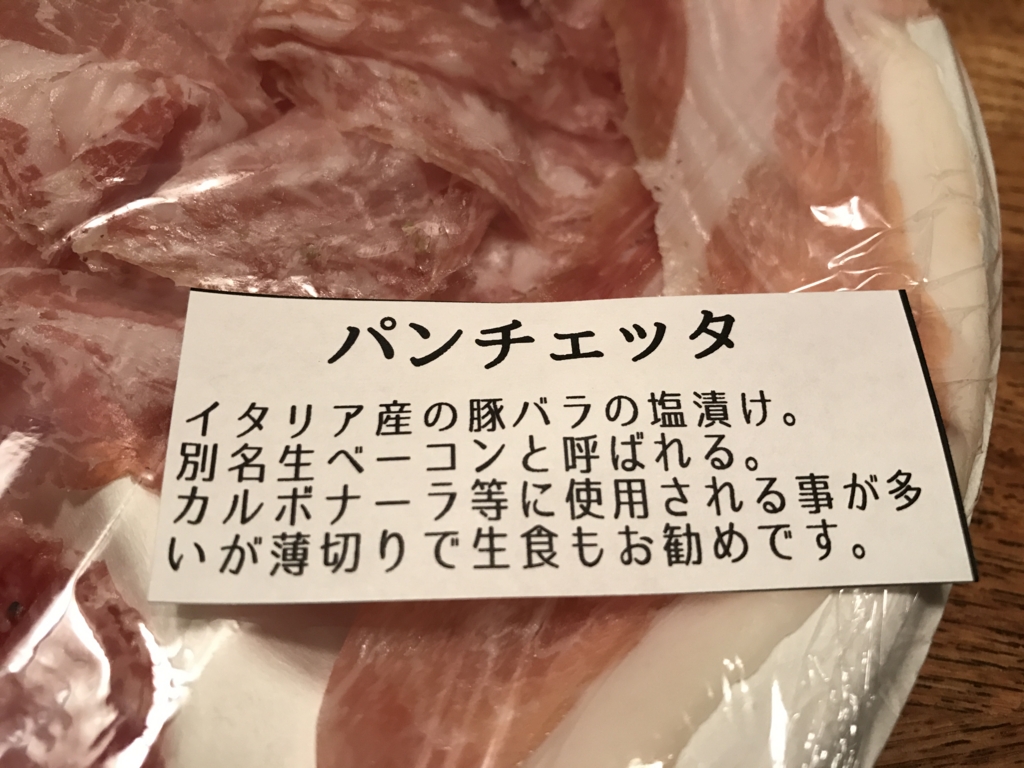 パンチェッタ
イタリア産の豚バラの塩漬け。
別名生ベーコンと呼ばれる。
カルボナーラ等に使用される事が多
いが薄切りで生食もお勧めです。